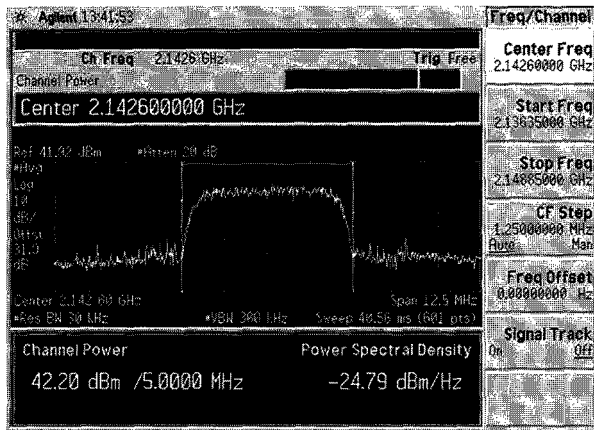 Agilent 13:41:53
Freq/Channel
Ch Freq 2.1426 GHz
Trig Free
Channel Power
Center 2.142600000 GHz
Ref 41.92 dBm
*Atten 20 dB
*Avg
Log
10
dB/
Offst
31.9
dB
Center 2.142 60 GHz
Span 12.5 MHz
*Res BW 30 kHz
*VBW 300 kHz
Sweep 40.56 ms (601 pts)
Channel Power
Power Spectral Density
42.20 dBm /5.0000 MHz
-24.79 dBm/Hz
Center Freq
2.14260000 GHz
Start Freq
2.13635000 GHz
Stop Freq
2.14885000 GHz
CF Step
1.25000000 MHz
Auto Man
Freq Offset
0.00000000 Hz
Signal Track
On Off